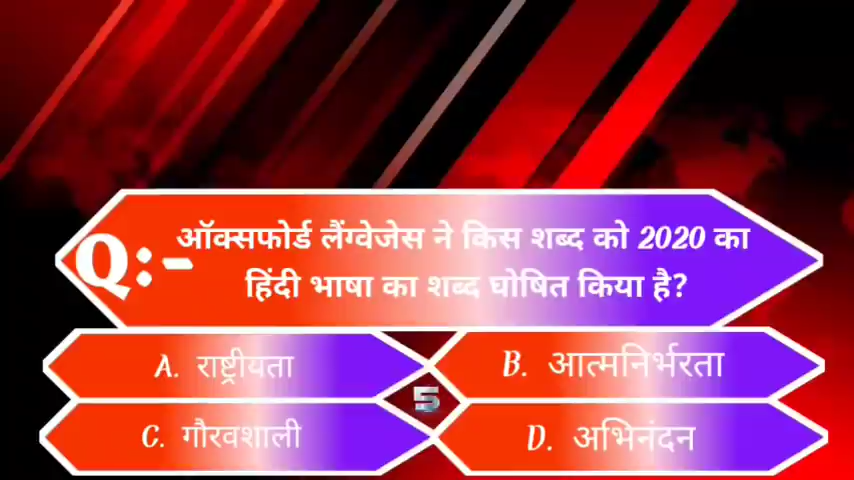 Q:- ऑक्सफोर्ड लैंग्वेजेस ने किस शब्द को 2020 का
हिंदी भाषा का शब्द घोषित किया है?
A. राष्ट्रीयता
B. आत्मनिर्भरता
5
C. गौरवशाली
D. अभिनंदन